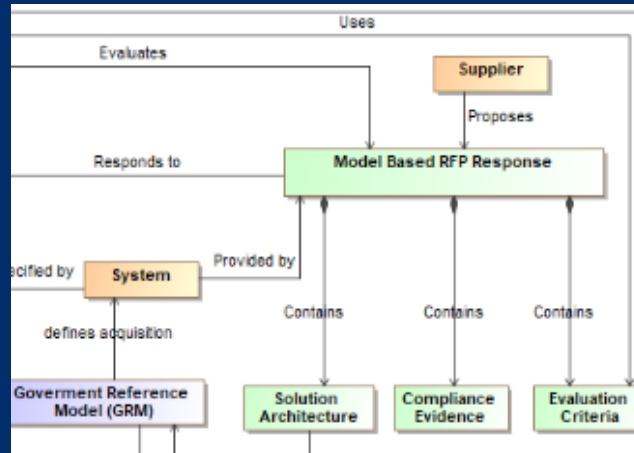 Uses
Evaluates
Supplier
Proposes
Responds to
Model Based RFP Response
ecified by
System
Provided by
defines acquisition
Contains
Contains
Contains
Goverment Reference
Model (GRM)
Solution
Architecture
Compliance
Evidence
Evaluation
Criteria